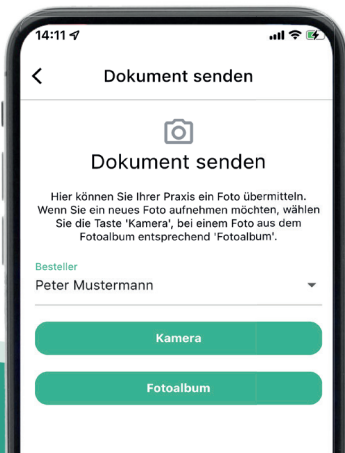 14:11
Dokument senden
Dokument senden
Hier können Sie Ihrer Praxis ein Foto übermitteln.
Wenn Sie ein neues Foto aufnehmen möchten, wählen
Sie die Taste 'Kamera', bei einem Foto aus dem
Fotoalbum entsprechend 'Fotoalbum'.
Besteller
Peter Mustermann
Kamera
Fotoalbum